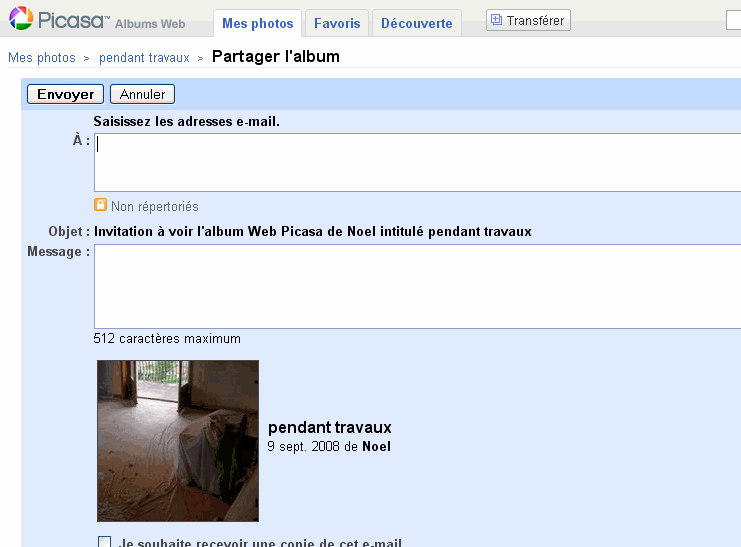 Picasa™ Albums Web Mes photos Favoris Découverte Transférer
Mes photos » pendant travaux » Partager l'album
Envoyer Annuler
Saisissez les adresses e-mail.
À :
Non répertoriés
Objet : Invitation à voir l'album Web Picasa de Noel intitulé pendant travaux
Message :
512 caractères maximum
pendant travaux
9 sept. 2008 de Noel
Je souhaite recevoir une copie de cet e-mail